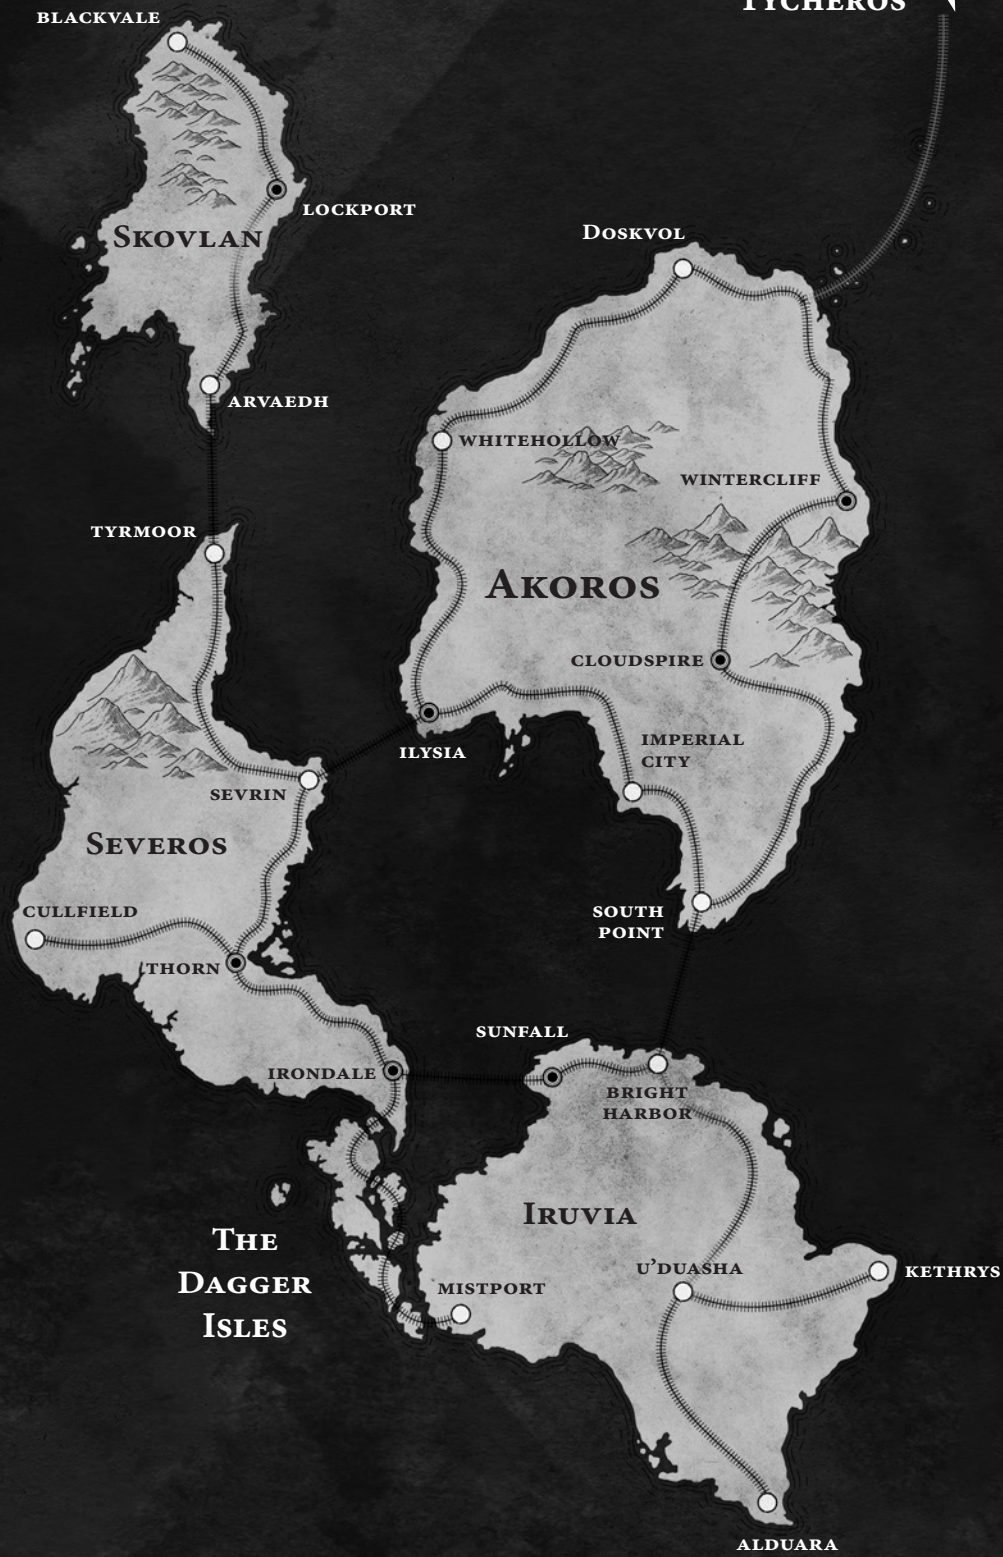 Tycheros
Blackvale
Lockport
Skovlan
Doskvol
Arvaedh
Whitehollow
Wintercliff
Tyrmoor
Akoros
Cloudspire
Ilysia
Imperial
City
Sevrin
Severos
Cullfield
South
Point
Thorn
Sunfall
Irondale
Bright
Harbor
Iruvia
The
Dagger
Isles
U’Duasha
Kethrys
Mistport
Alduara